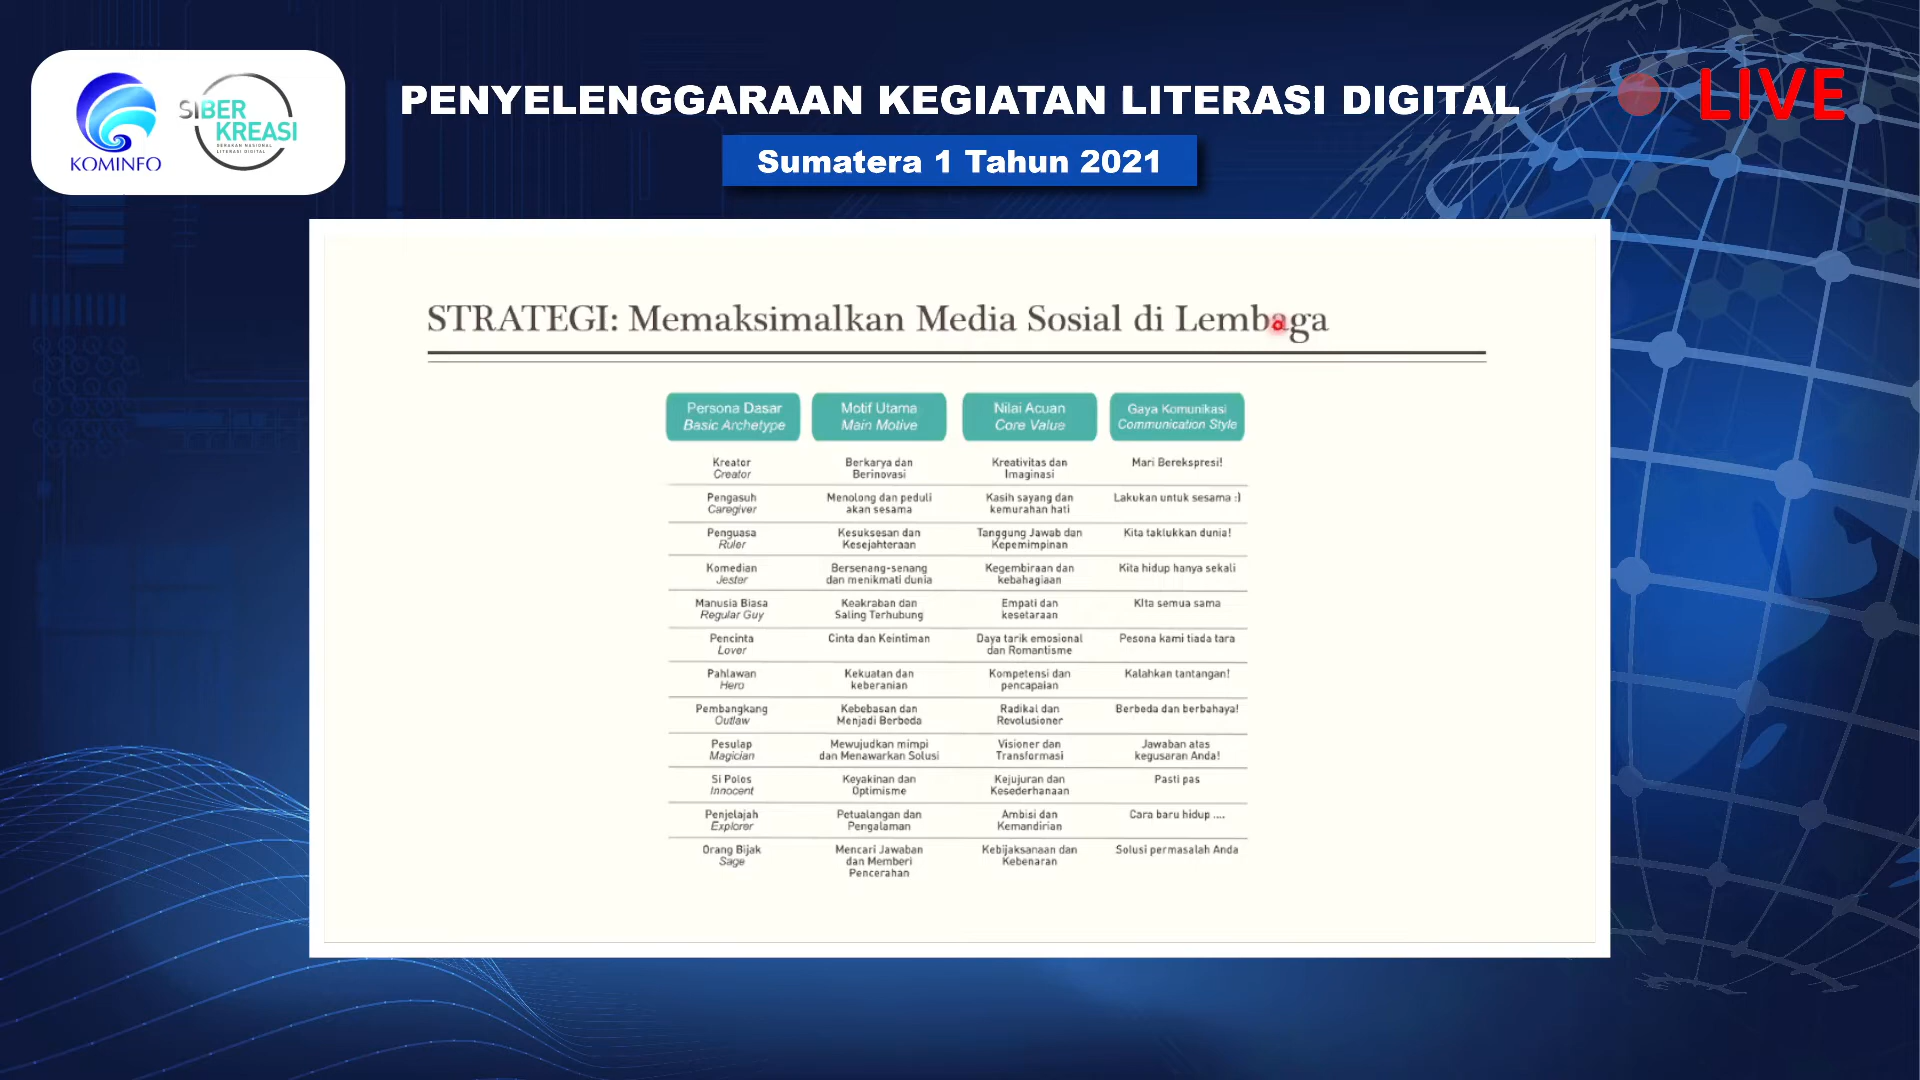 KOMINFO
SIBER
KREASI
GERAKAN NASIONAL
LITERASI DIGITAL
PENYELENGGARAAN KEGIATAN LITERASI DIGITAL
Sumatera 1 Tahun 2021
LIVE
STRATEGI: Memaksimalkan Media Sosial di Lembaga
Persona Dasar
Basic Archetype
Motif Utama
Main Motive
Nilai Acuan
Core Value
Gaya Komunikasi
Communication Style
Kreator
Creator
Berkarya dan
Berinovasi
Kreativitas dan
Imaginasi
Mari Berekspresi!
Pengasuh
Caregiver
Menolong dan peduli
akan sesama
Kasih sayang dan
kemurahan hati
Lakukan untuk sesama :)
Penguasa
Ruler
Kesuksesan dan
Kesejahteraan
Tanggung Jawab dan
Kepemimpinan
Kita taklukkan dunia!
Komedian
Jester
Bersenang-senang
dan menikmati dunia
Kegembiraan dan
kebahagiaan
Kita hidup hanya sekali
Manusia Biasa
Regular Guy
Keakraban dan
Saling Terhubung
Empati dan
kesetaraan
KIta semua sama
Pencinta
Lover
Cinta dan Keintiman
Daya tarik emosional
dan Romantisme
Pesona kami tiada tara
Pahlawan
Hero
Kekuatan dan
keberanian
Kompetensi dan
pencapaian
Kalahkan tantangan!
Pembangkang
Outlaw
Kebebasan dan
Menjadi Berbeda
Radikal dan
Revolusioner
Berbeda dan berbahaya!
Pesulap
Magician
Mewujudkan mimpi
dan Menawarkan Solusi
Visioner dan
Transformasi
Jawaban atas
kegusaran Anda!
Si Polos
Innocent
Keyakinan dan
Optimisme
Kejujuran dan
Kesederhanaan
Pasti pas
Penjelajah
Explorer
Petualangan dan
Pengalaman
Ambisi dan
Kemandirian
Cara baru hidup ....
Orang Bijak
Sage
Mencari Jawaban
dan Memberi
Pencerahan
Kebijaksanaan dan
Kebenaran
Solusi permasalah Anda